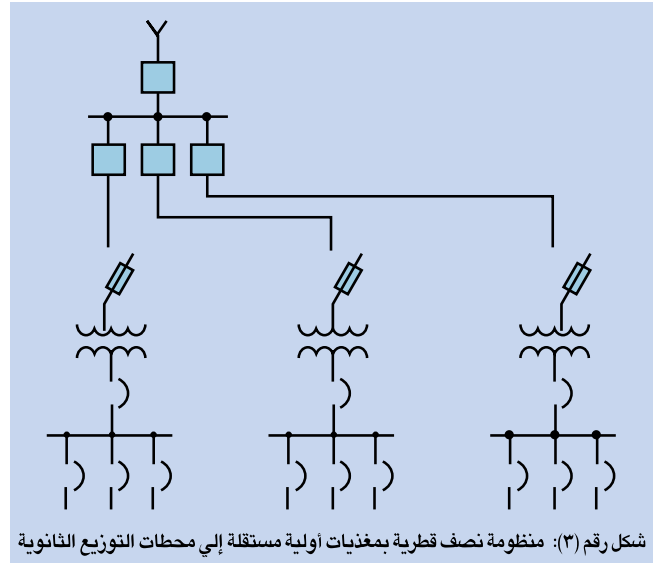 شكل رقم (٣): منظومة نصف قطرية بمغذيات أولية مستقلة إلي محطات التوزيع الثانوية